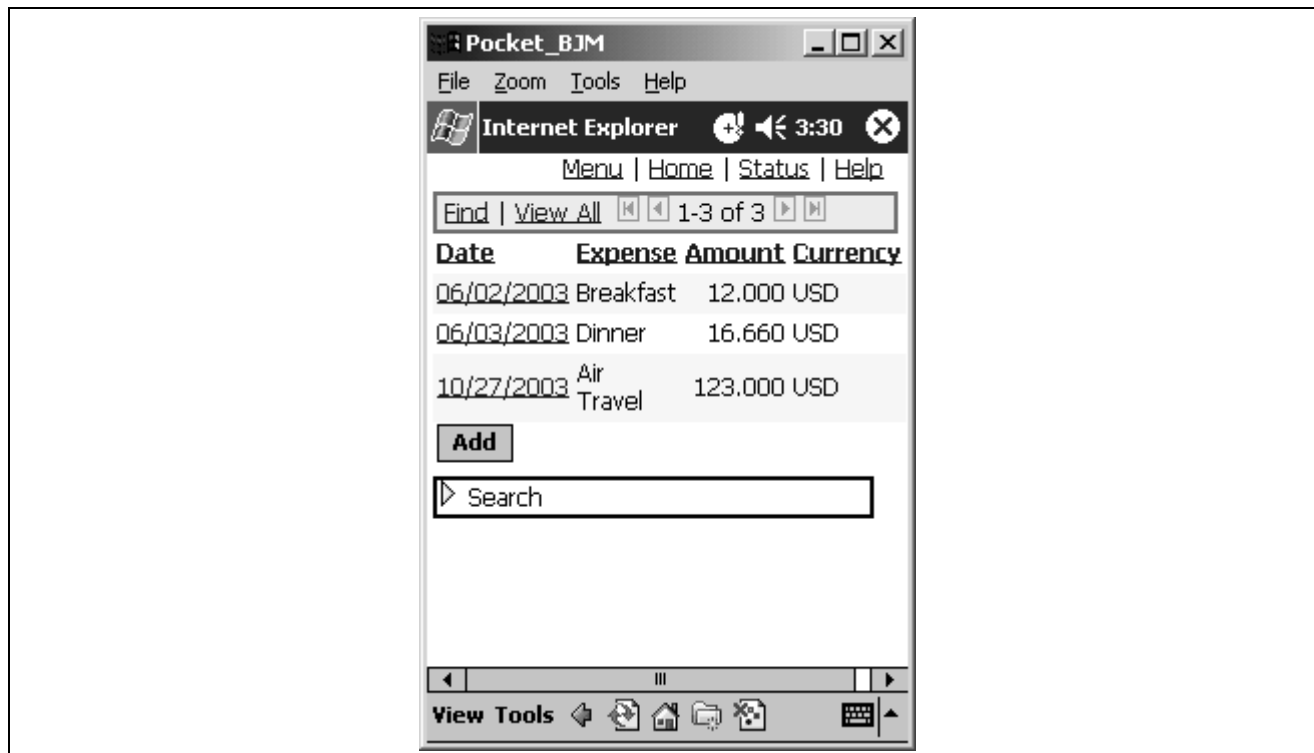 Pocket_BJM
File Zoom Tools Help
Internet Explorer 3:30
Menu | Home | Status | Help
Find | View All 1-3 of 3
Date Expense Amount Currency
06/02/2003 Breakfast 12.000 USD
06/03/2003 Dinner 16.660 USD
10/27/2003 Air Travel 123.000 USD
Add
Search
View Tools